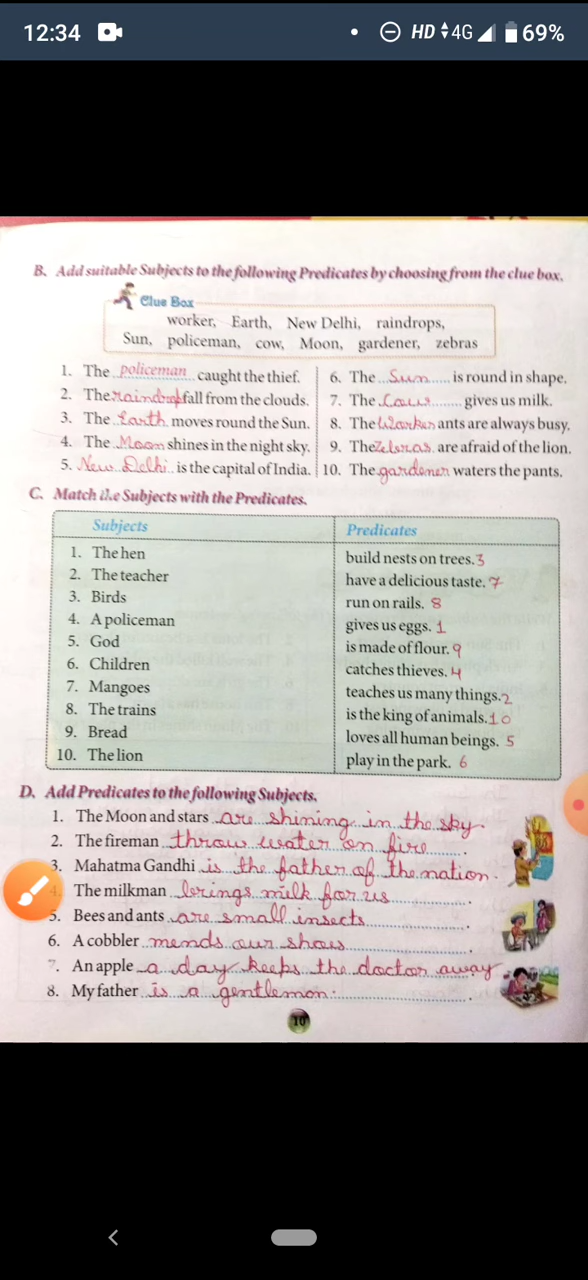 12:34
HD 4G 69%
B. Add suitable Subjects to the following Predicates by choosing from the clue box.
Clue Box
worker, Earth, New Delhi, raindrops,
Sun, policeman, cow, Moon, gardener, zebras
1. The policeman caught the thief.
2. The raindrop fall from the clouds.
3. The Earth moves round the Sun.
4. The Moon shines in the night sky.
5. New Delhi is the capital of India.
6. The Sun is round in shape.
7. The Cow gives us milk.
8. The Worker ants are always busy.
9. The Zebras are afraid of the lion.
10. The gardener waters the pants.
C. Match the Subjects with the Predicates.
Subjects
1. The hen
2. The teacher
3. Birds
4. A policeman
5. God
6. Children
7. Mangoes
8. The trains
9. Bread
10. The lion
Predicates
build nests on trees. 3
have a delicious taste. 7
run on rails. 8
gives us eggs. 1
is made of flour. 9
catches thieves. 4
teaches us many things. 2
is the king of animals. 10
loves all human beings. 5
play in the park. 6
D. Add Predicates to the following Subjects.
1. The Moon and stars are shining in the sky
2. The fireman throw water on fire
3. Mahatma Gandhi is the father of the nation.
The milkman brings milk for us
5. Bees and ants are small insects
6. A cobbler mends our shoes
7. An apple a day keeps the doctor away
8. My father is a gentlemon.
10